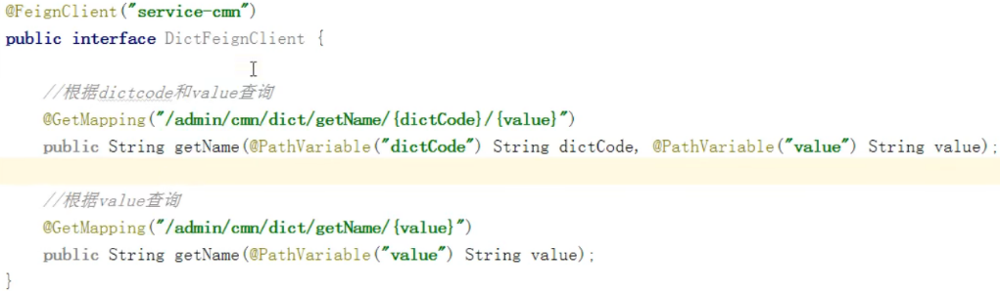 @FeignClient("service-cmn")
public interface DictFeignClient {
//根据dictcode和value查询
@GetMapping("/admin/cmn/dict/getName/{dictCode}/{value}")
public String getName(@PathVariable("dictCode") String dictCode, @PathVariable("value") String value);
//根据value查询
@GetMapping("/admin/cmn/dict/getName/{value}")
public String getName(@PathVariable("value") String value);
}